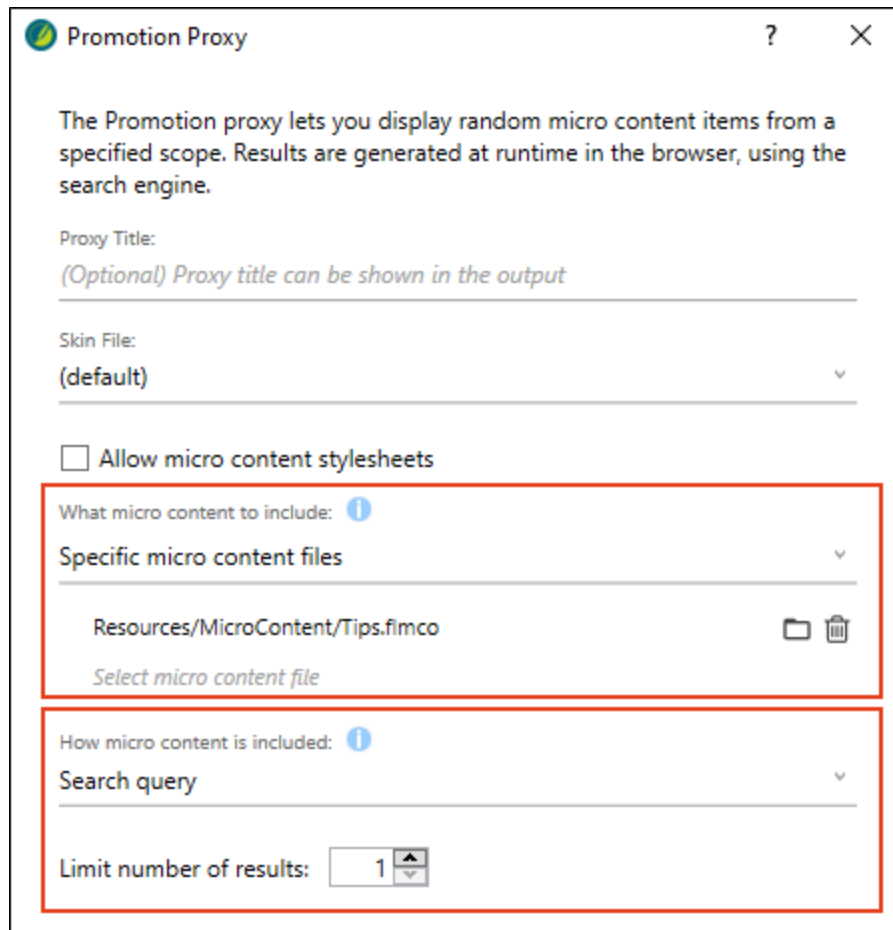 Promotion Proxy ?
The Promotion proxy lets you display random micro content items from a
specified scope. Results are generated at runtime in the browser, using the
search engine.
Proxy Title:
(Optional) Proxy title can be shown in the output
Skin File:
(default)
Allow micro content stylesheets
What micro content to include: i
Specific micro content files
Resources/MicroContent/Tips.flmco
Select micro content file
How micro content is included: i
Search query
Limit number of results: 1